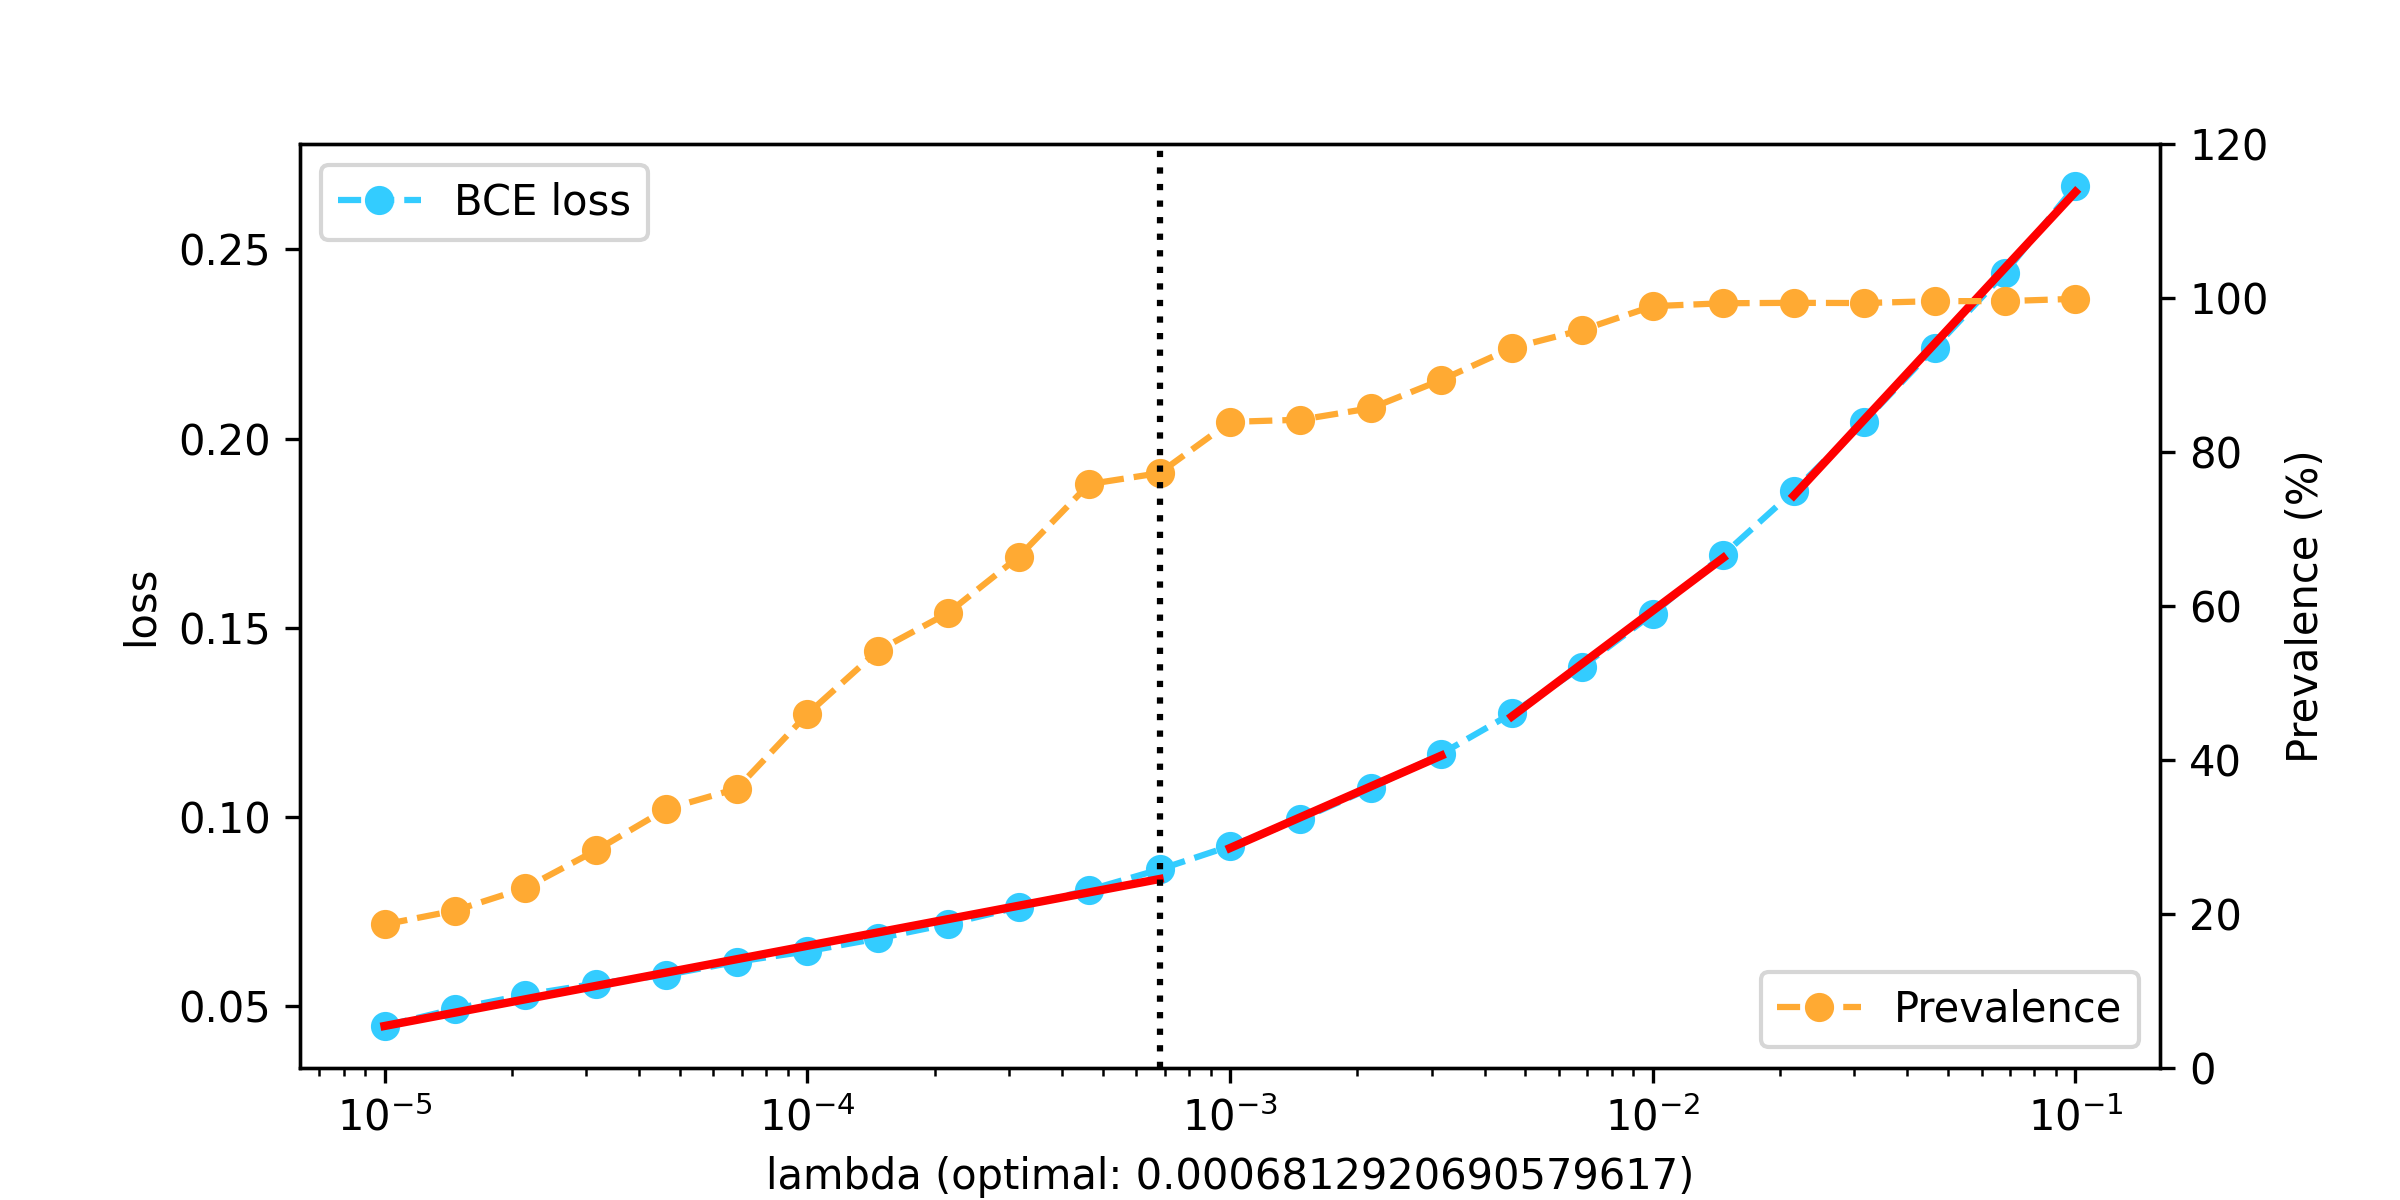 BCE loss
Prevalence
loss
0.25
0.20
0.15
0.10
0.05
120
100
80
60
40
20
0
Prevalence (%)
10⁻⁵ 10⁻⁴ 10⁻³ 10⁻² 10⁻¹
lambda (optimal: 0.0006812920690579617)